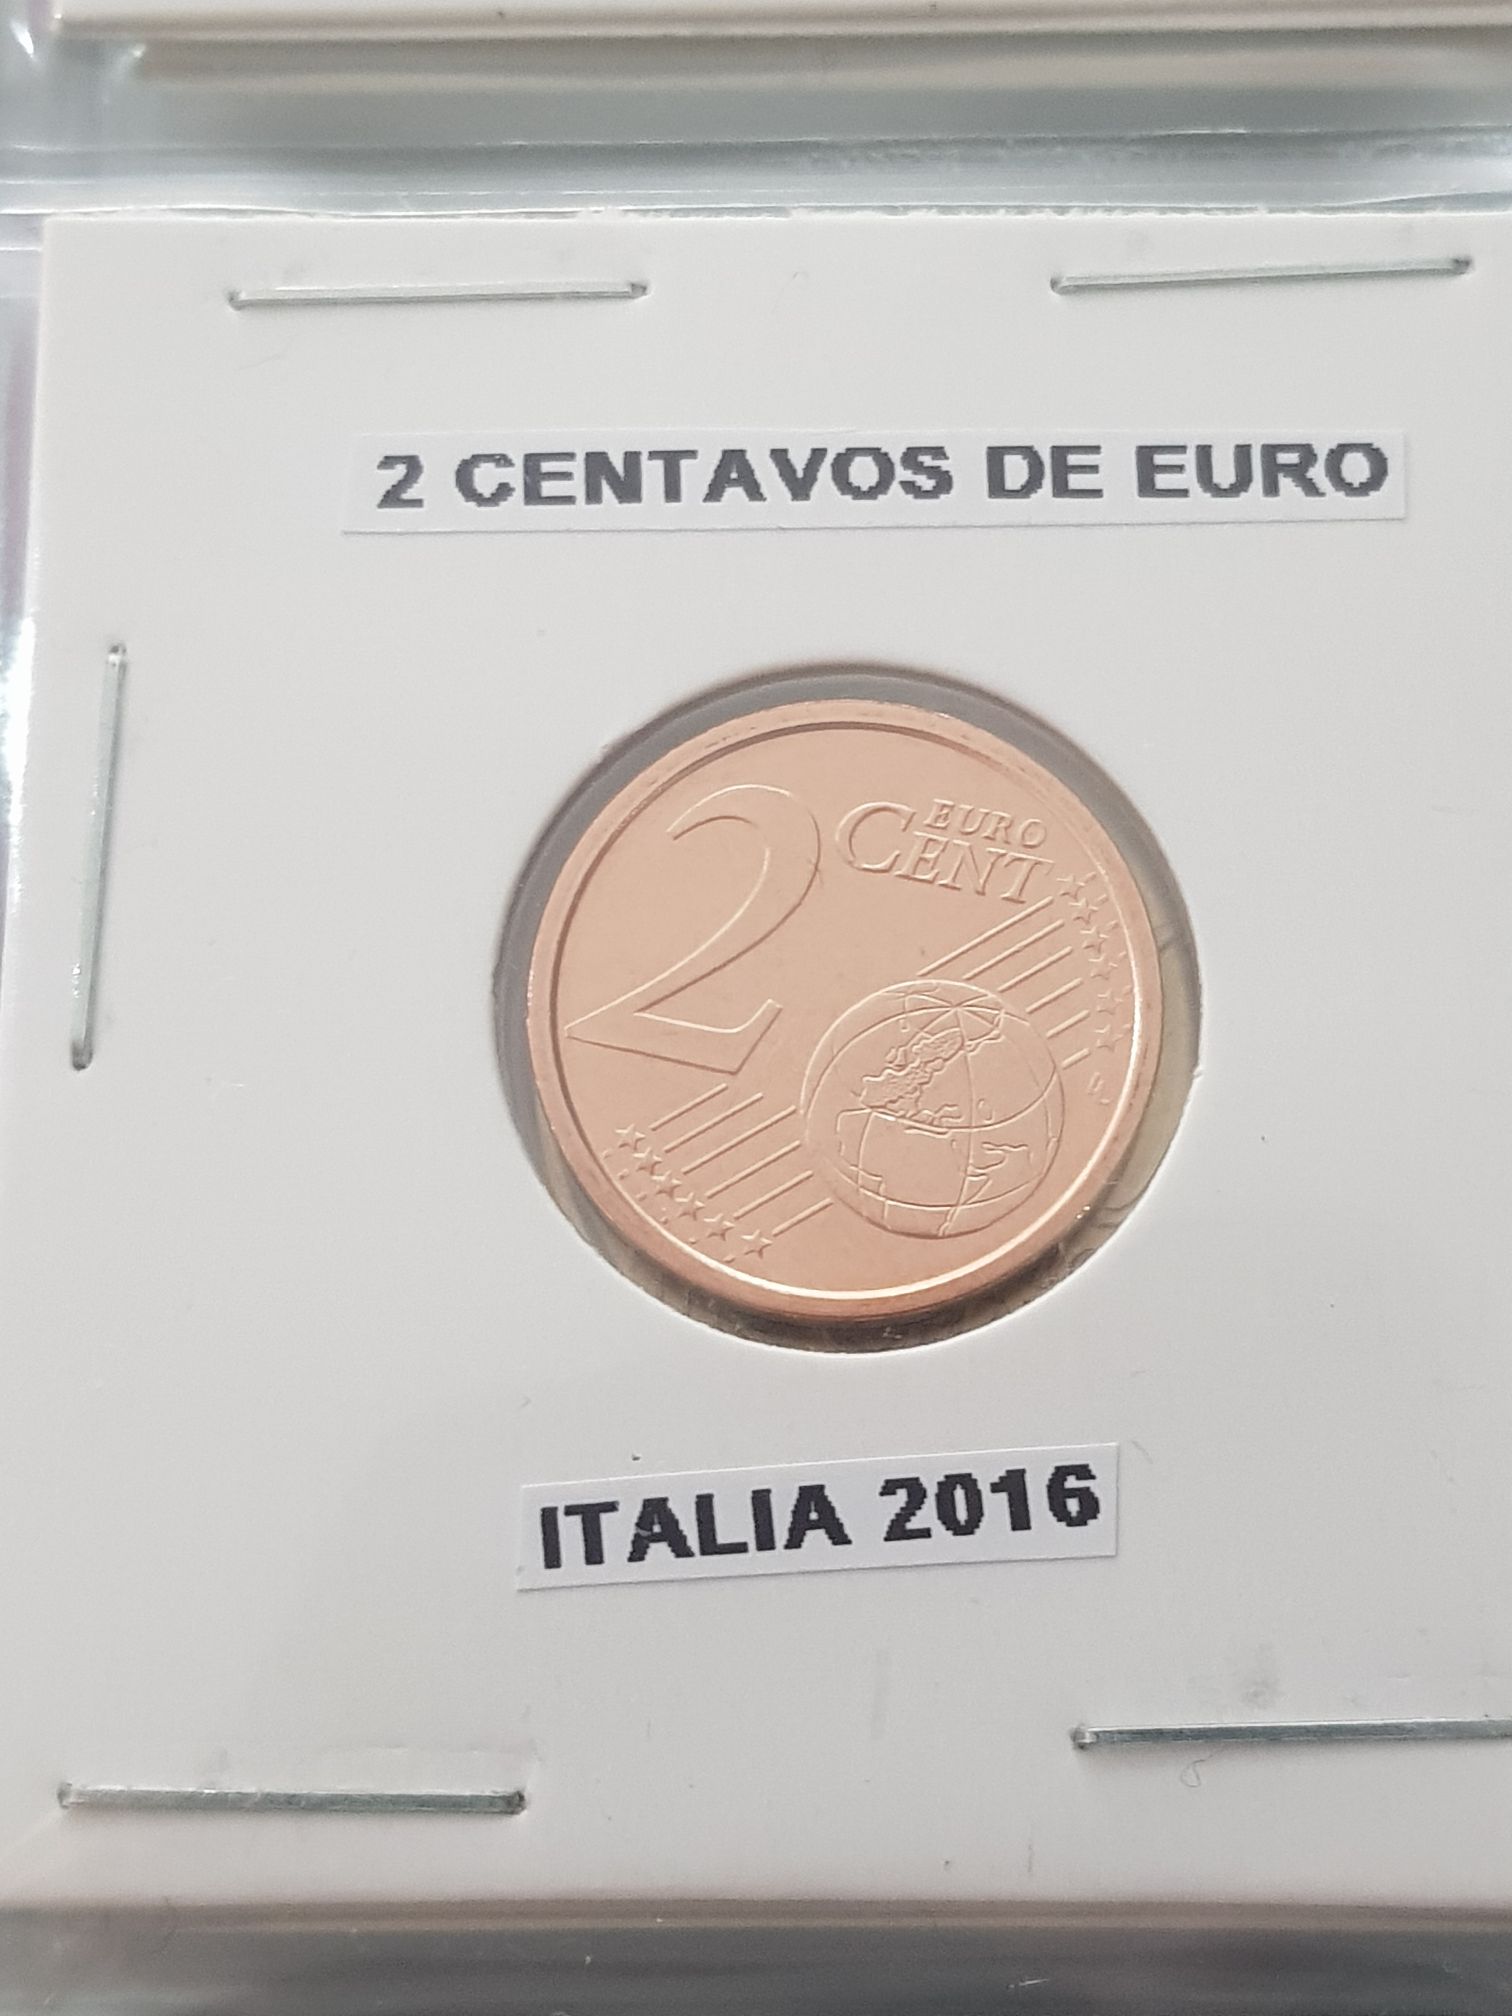 2 CENTAVOS DE EURO
2 EURO
CENT
ITALIA 2016